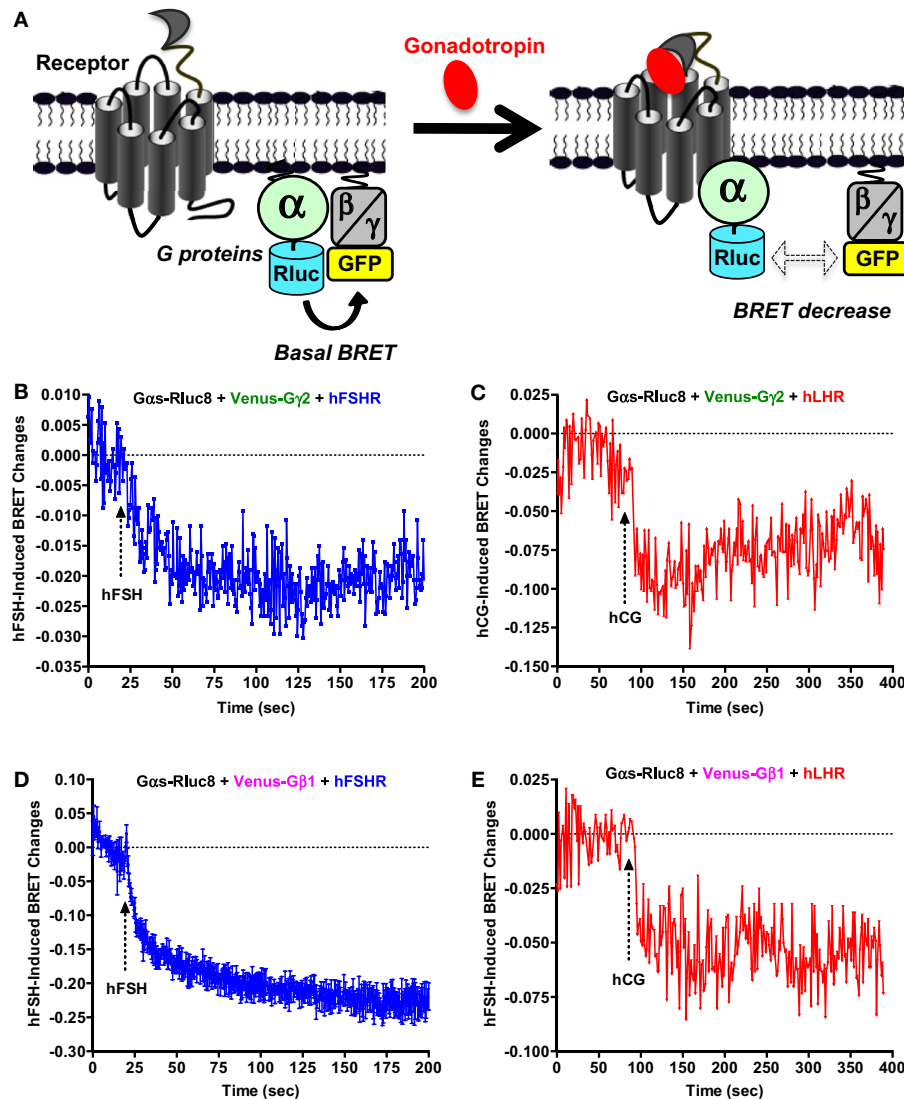 A
Receptor
Gonadotropin
α
β
γ
G proteins
Rluc
GFP
Basal BRET
α
β
γ
Rluc
GFP
BRET decrease
B
Gαs-Rluc8 + Venus-Gγ2 + hFSHR
hFSH-Induced BRET Changes
0.010
0.005
0.000
-0.005
-0.010
-0.015
-0.020
-0.025
-0.030
-0.035
hFSH
0 25 50 75 100 125 150 175 200
Time (sec)
C
Gαs-Rluc8 + Venus-Gγ2 + hLHR
hCG-Induced BRET Changes
0.025
0.000
-0.025
-0.050
-0.075
-0.100
-0.125
-0.150
hCG
0 50 100 150 200 250 300 350 400
Time (sec)
D
Gαs-Rluc8 + Venus-Gβ1 + hFSHR
hFSH-Induced BRET Changes
0.10
0.05
0.00
-0.05
-0.10
-0.15
-0.20
-0.25
-0.30
hFSH
0 25 50 75 100 125 150 175 200
Time (sec)
E
Gαs-Rluc8 + Venus-Gβ1 + hLHR
hFSH-Induced BRET Changes
0.025
0.000
-0.025
-0.050
-0.075
-0.100
hCG
0 50 100 150 200 250 300 350 400
Time (sec)